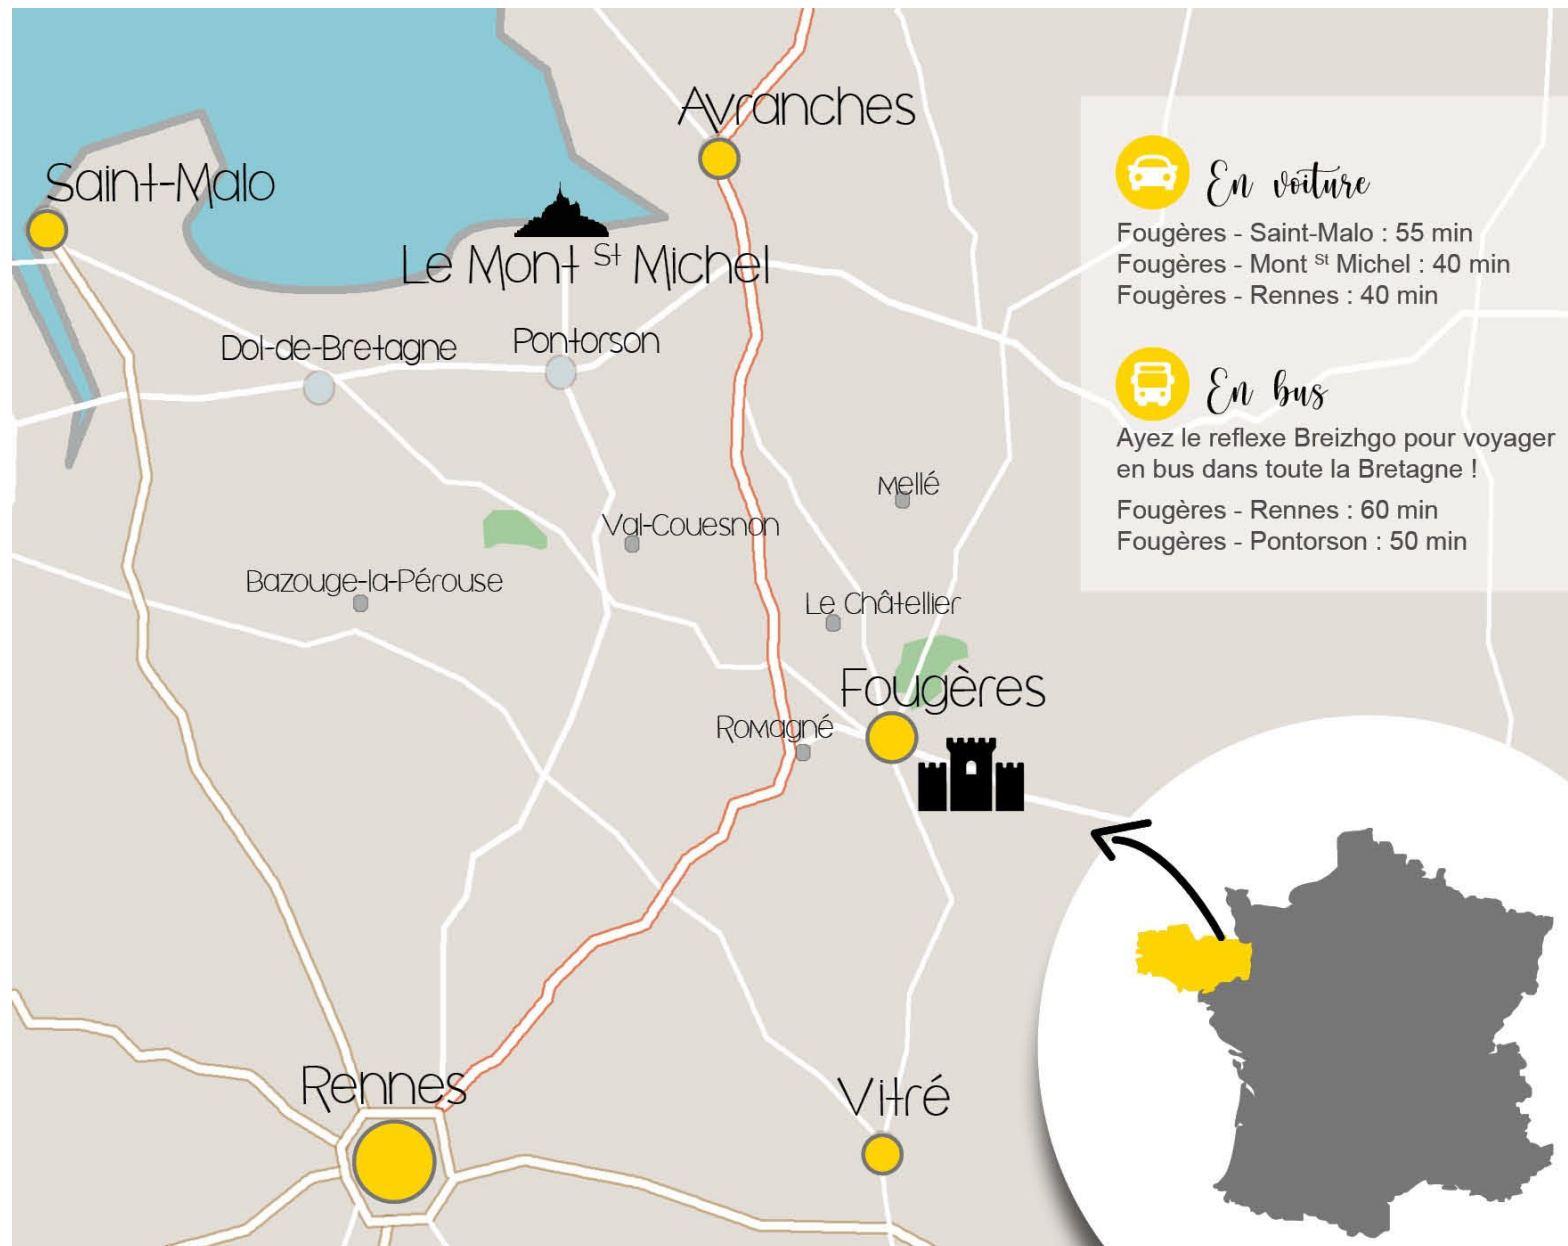 Avranches
Saint-Malo
Le Mont St Michel
Dol-de-Bretagne
Pontorson
Mellé
Val-Couesnon
Bazouge-la-Pérouse
Le Châtellier
Fougères
Romagné
Rennes
Vitré
En voiture
Fougères - Saint-Malo : 55 min
Fougères - Mont St Michel : 40 min
Fougères - Rennes : 40 min
En bus
Ayez le reflexe Breizhgo pour voyager
en bus dans toute la Bretagne !
Fougères - Rennes : 60 min
Fougères - Pontorson : 50 min